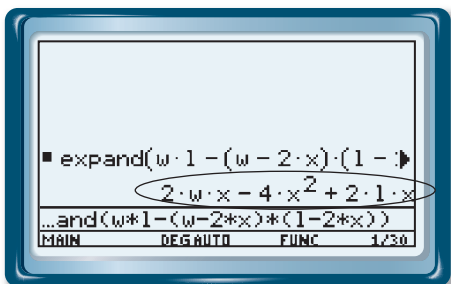 ■ expand(w·l-(w-2·x)·(l-
2·w·x-4·x²+2·l·x
…and(w*l-(w-2*x)*(l-2*x))
MAIN DEG AUTO FUNC 1/30